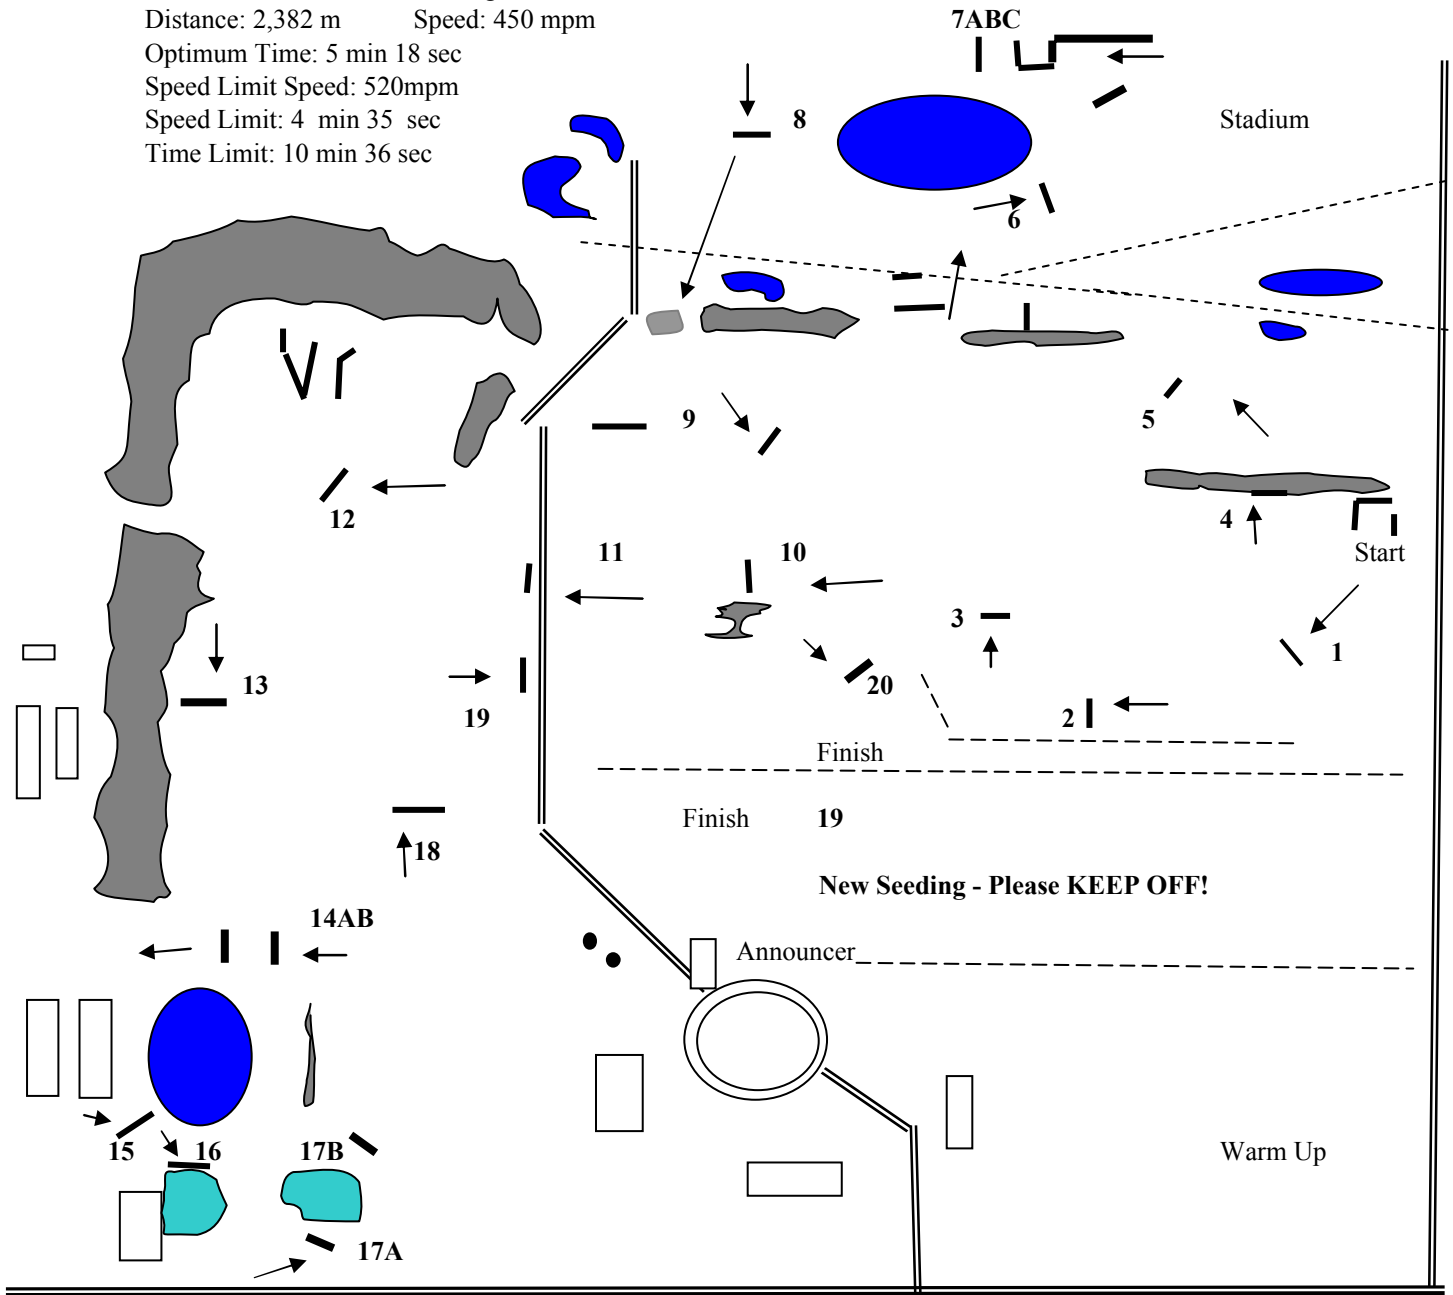 Distance: 2,382 m Speed: 450 mpm
Optimum Time: 5 min 18 sec
Speed Limit Speed: 520mpm
Speed Limit: 4 min 35 sec
Time Limit: 10 min 36 sec
7ABC
8
Stadium
6
5
9
4
12
Start
11
10
3
1
13
20
19
2
Finish
Finish 19
18
New Seeding - Please KEEP OFF!
14AB
Announcer
15
16
17B
Warm Up
17A